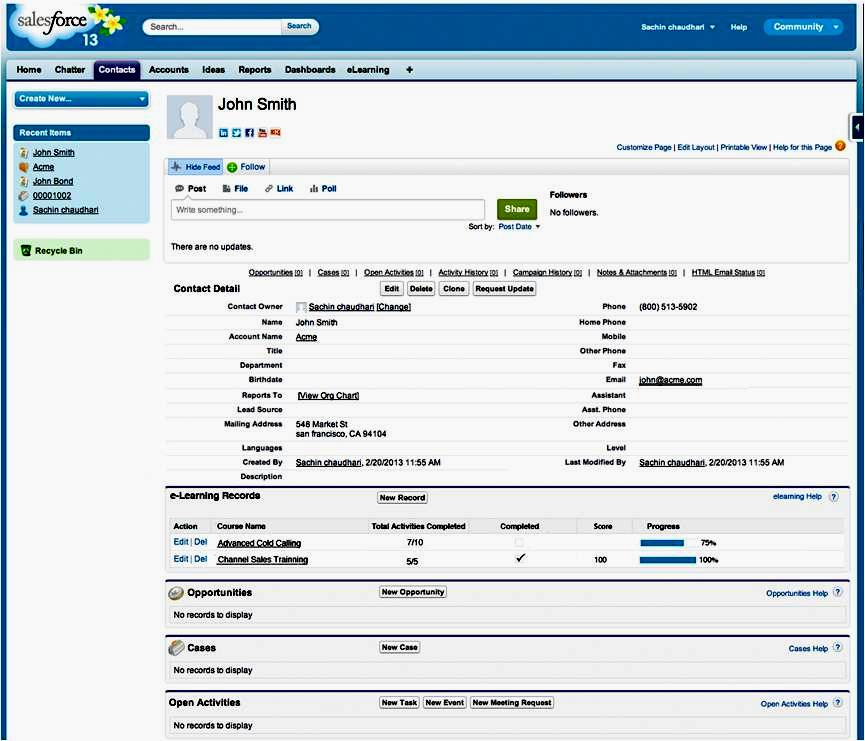 salesforce
13
Search... Search
Sachin chaudhari Help Community
Home Chatter Contacts Accounts Ideas Reports Dashboards eLearning +
Create New...
Recent Items
John Smith
Acme
John Bond
00001002
Sachin chaudhari
Recycle Bin
John Smith
Customize Page | Edit Layout | Printable View | Help for this Page ?
Hide Feed Follow
Post File Link Poll
Write something... Share
Sort by: Post Date
There are no updates.
Followers
No followers.
Opportunities [0] | Cases [0] | Open Activities [0] | Activity History [0] | Campaign History [0] | Notes & Attachments [0] | HTML Email Status [0]
Contact Detail Edit Delete Clone Request Update
Contact Owner Sachin chaudhari [Change] Phone (800) 513-5902
Name John Smith Home Phone
Account Name Acme Mobile
Title Other Phone
Department Fax
Birthdate Email john@acme.com
Reports To [View Org Chart] Assistant
Lead Source Asst. Phone
Mailing Address 548 Market St Other Address
san francisco, CA 94104
Languages Level
Created By Sachin chaudhari, 2/20/2013 11:55 AM Last Modified By Sachin chaudhari, 2/20/2013 11:55 AM
Description
e-Learning Records New Record elearning Help ?
Action Course Name Total Activities Completed Completed Score Progress
Edit | Del Advanced Cold Calling 7/10 75%
Edit | Del Channel Sales Trainning 5/5 100 100%
Opportunities New Opportunity Opportunities Help ?
No records to display
Cases New Case Cases Help ?
No records to display
Open Activities New Task New Event New Meeting Request Open Activities Help ?
No records to display